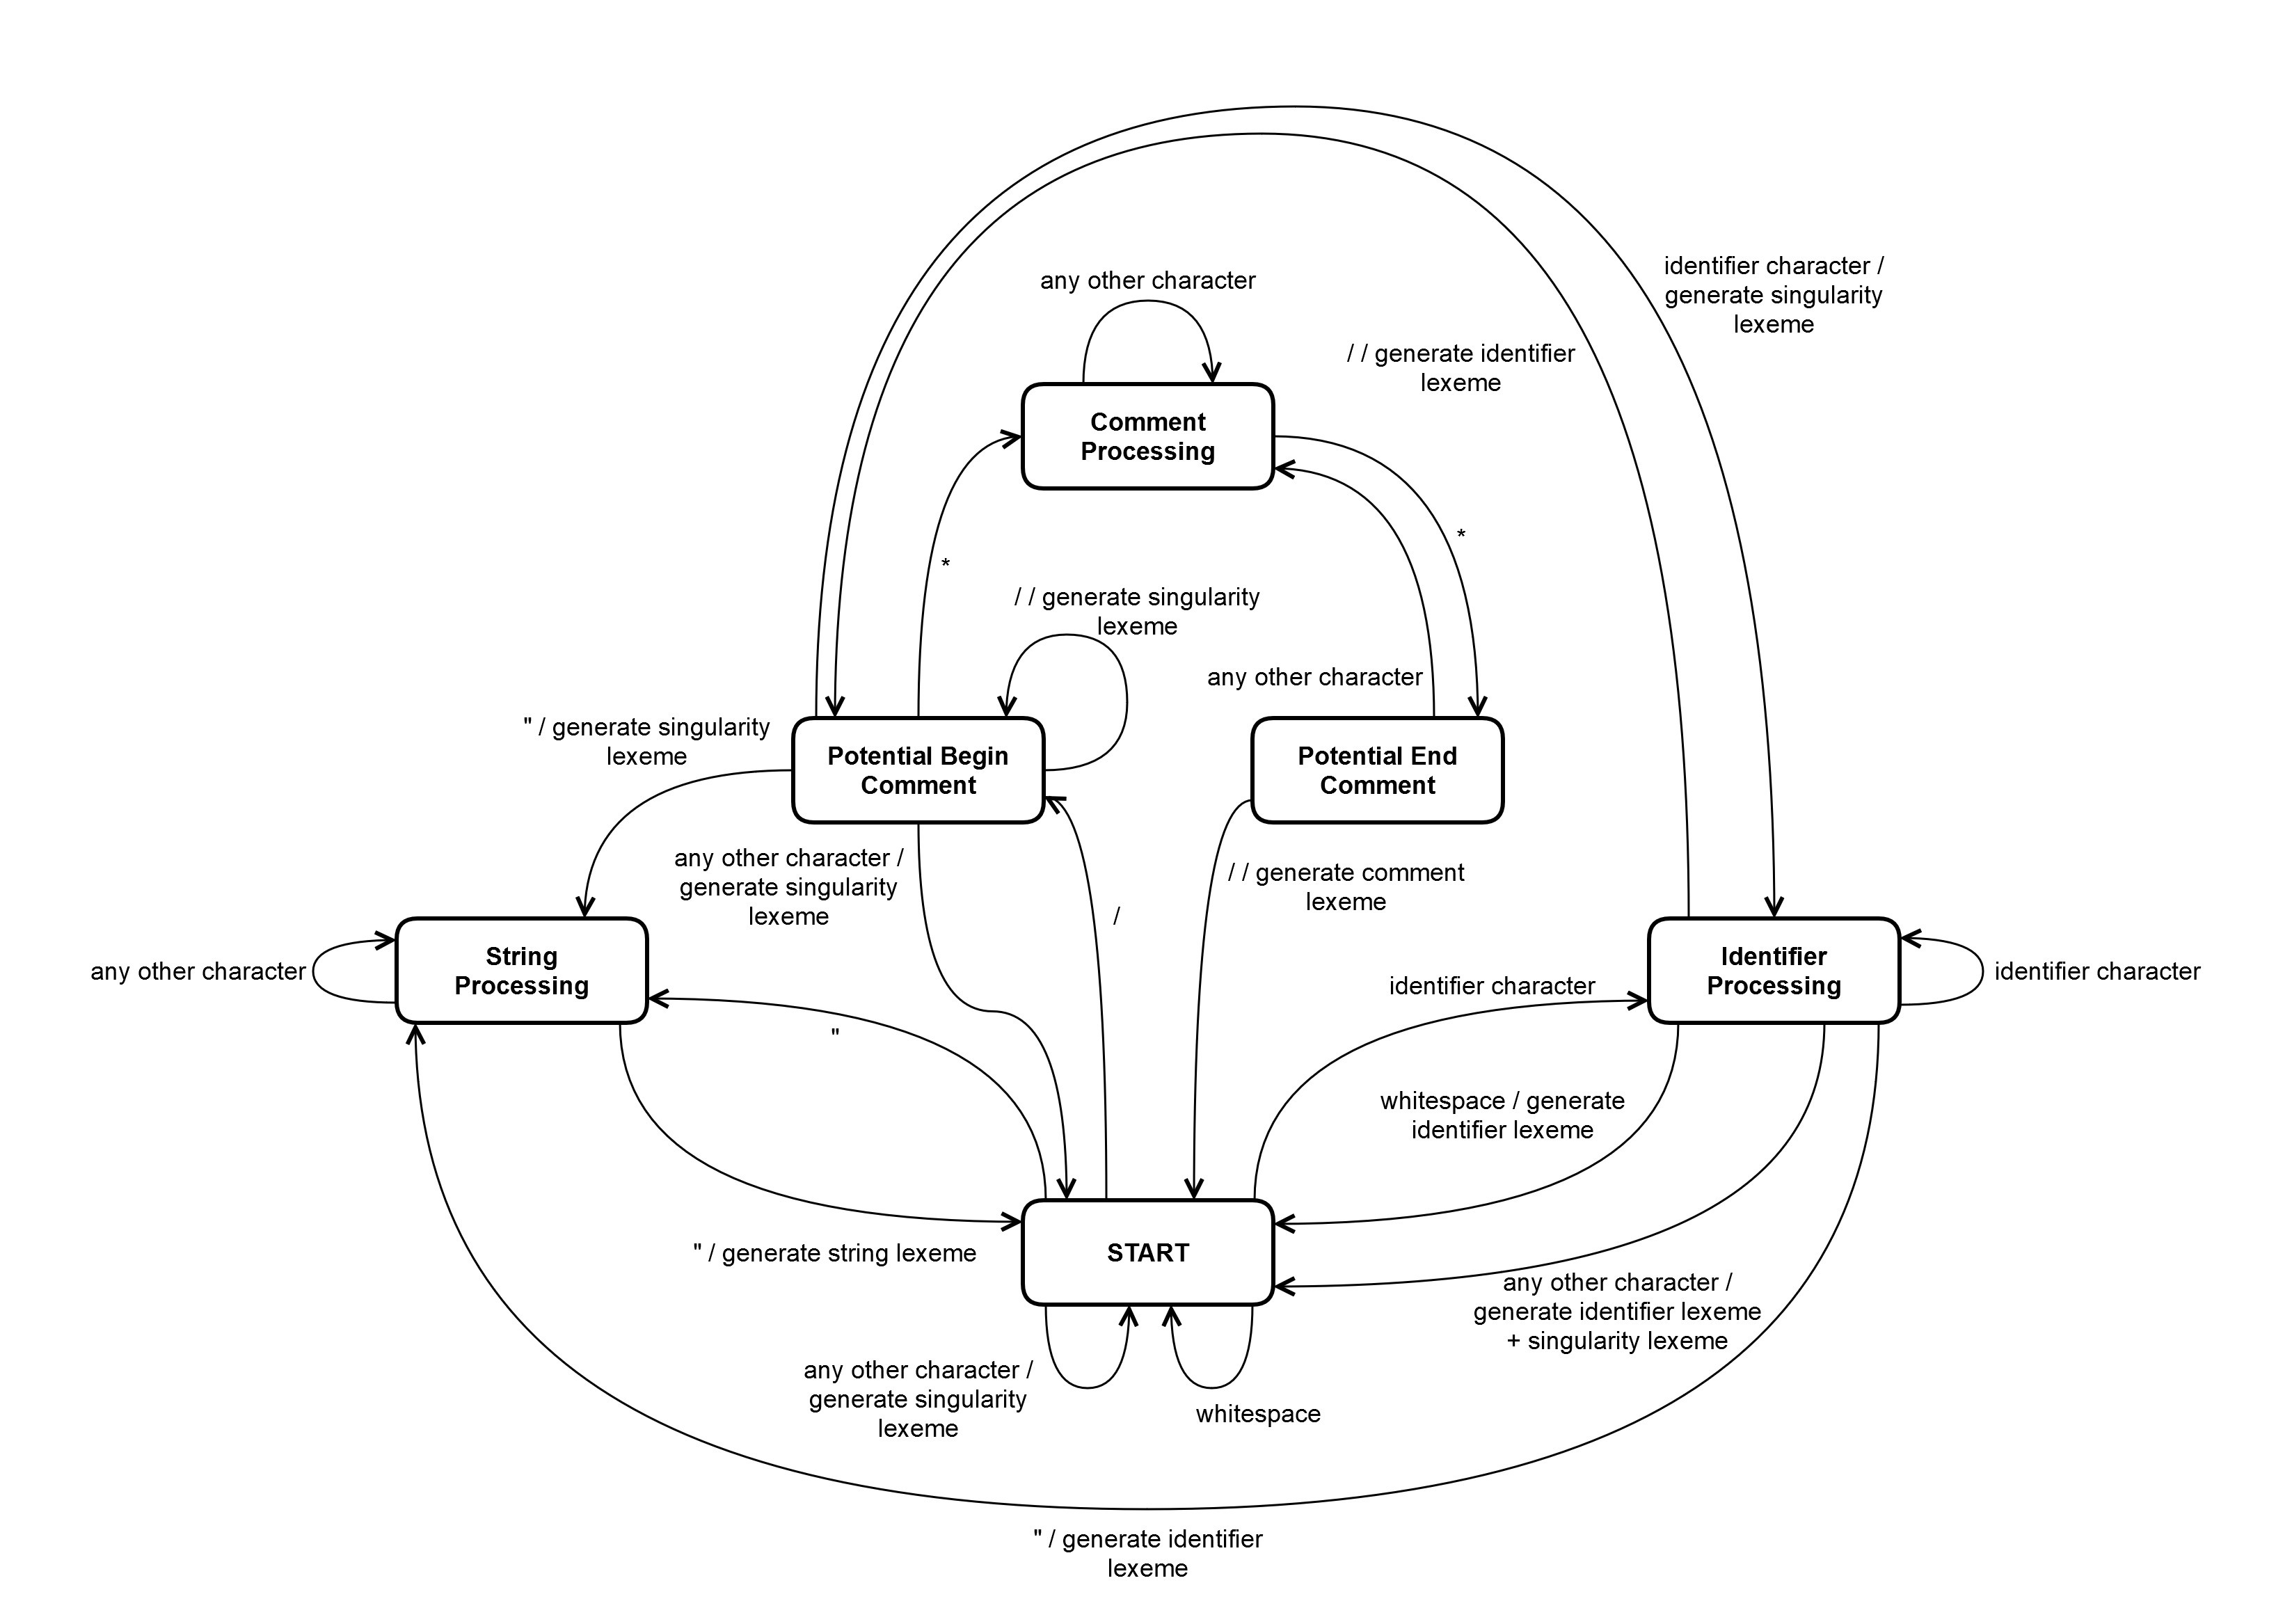 identifier character /
generate singularity
lexeme
any other character
/ / generate identifier
lexeme
Comment
Processing
*
*
/ / generate singularity
lexeme
any other character
" / generate singularity
lexeme
Potential Begin
Comment
Potential End
Comment
any other character /
generate singularity
lexeme
/ / generate comment
lexeme
/
String
Processing
Identifier
Processing
any other character
identifier character
identifier character
"
whitespace / generate
identifier lexeme
" / generate string lexeme
START
any other character /
generate identifier lexeme
+ singularity lexeme
any other character /
generate singularity
lexeme
whitespace
" / generate identifier
lexeme